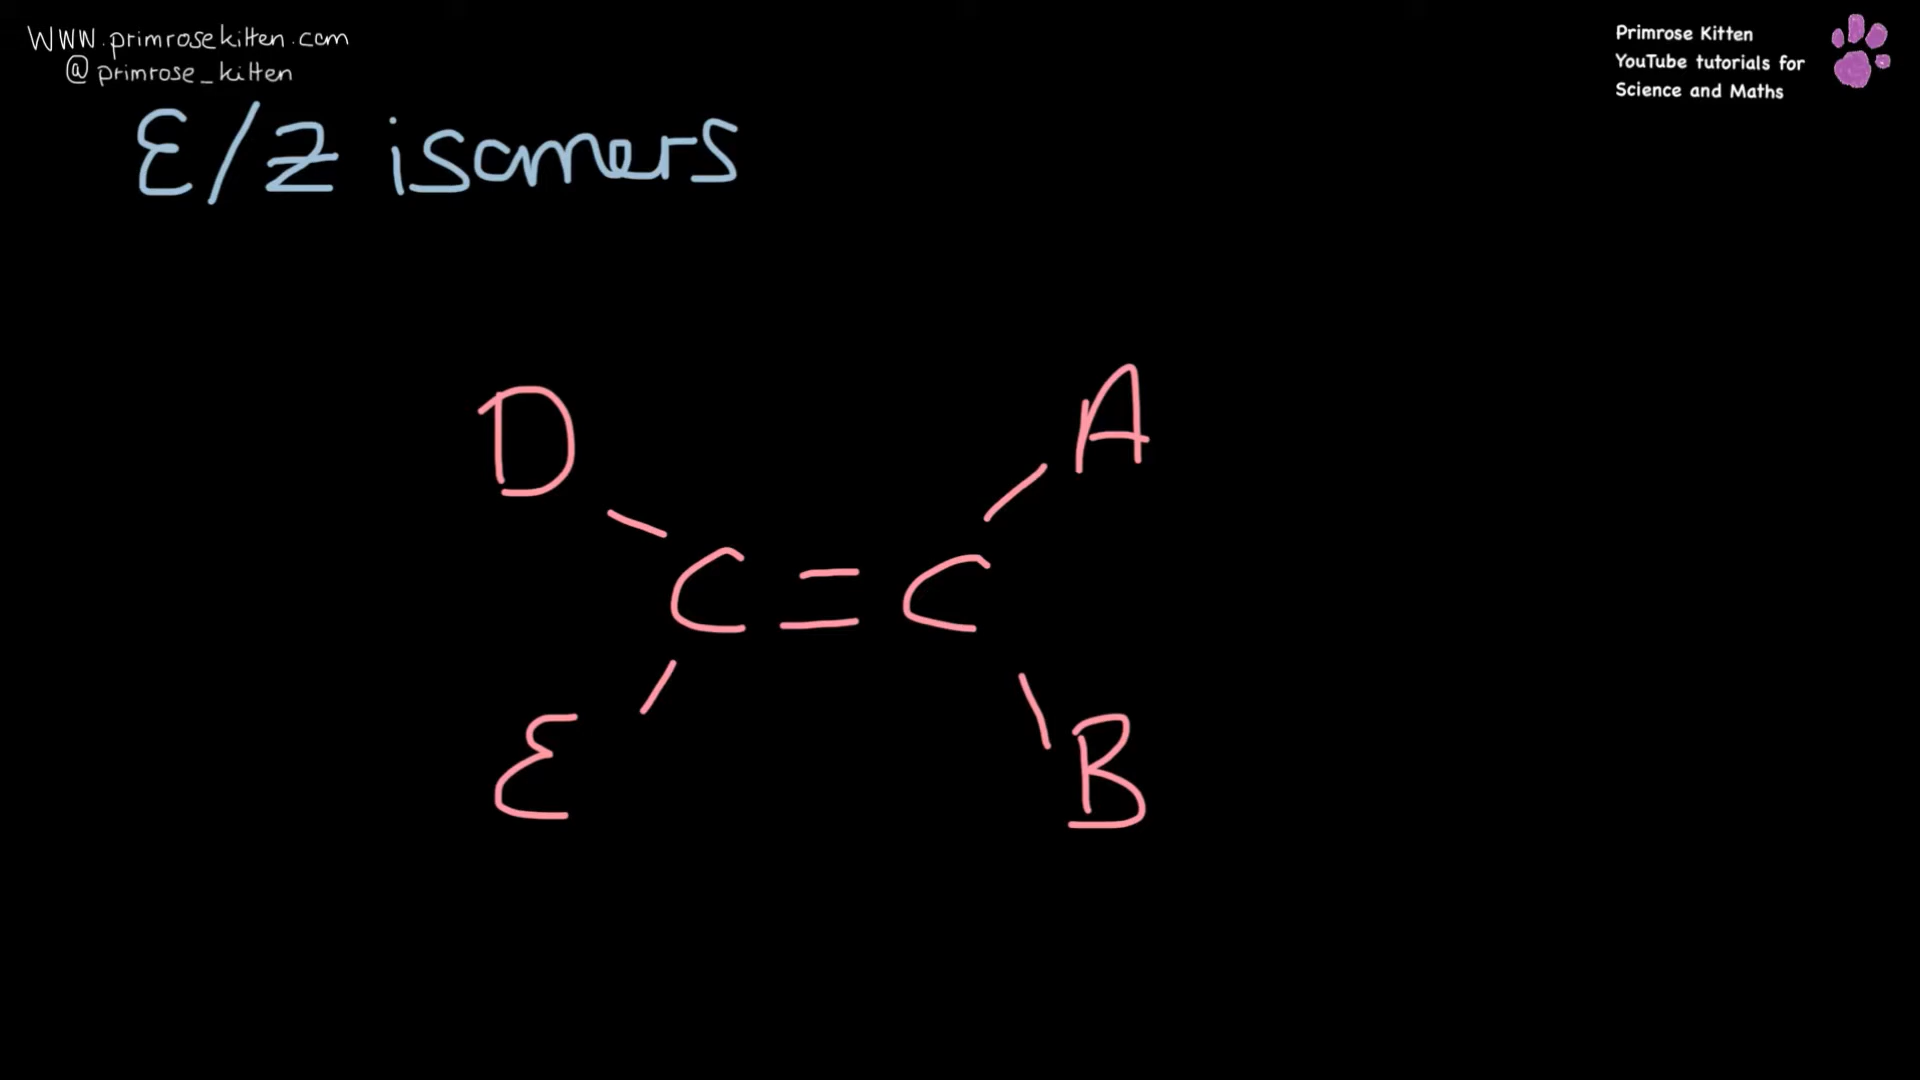 www.primrosekitten.com
@primrose_kitten
Primrose Kitten
YouTube tutorials for
Science and Maths
E/Z isomers
D A
C = C
E B